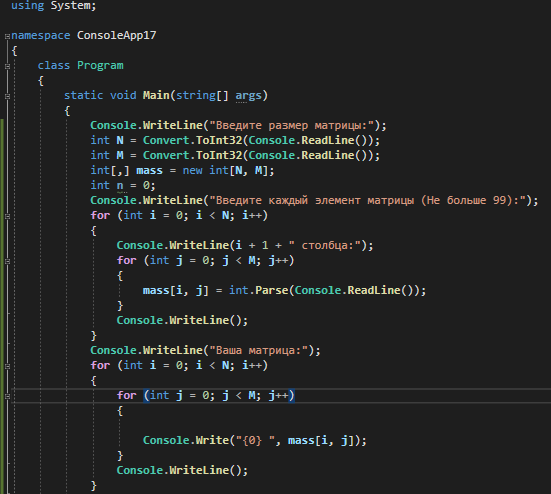 using System;
namespace ConsoleApp17
{
class Program
{
static void Main(string[] args)
{
Console.WriteLine("Введите размер матрицы:");
int N = Convert.ToInt32(Console.ReadLine());
int M = Convert.ToInt32(Console.ReadLine());
int[,] mass = new int[N, M];
int n = 0;
Console.WriteLine("Введите каждый элемент матрицы (Не больше 99):");
for (int i = 0; i < N; i++)
{
Console.WriteLine(i + 1 + " столбца:");
for (int j = 0; j < M; j++)
{
mass[i, j] = int.Parse(Console.ReadLine());
}
Console.WriteLine();
}
Console.WriteLine("Ваша матрица:");
for (int i = 0; i < N; i++)
{
for (int j = 0; j < M; j++)
{
Console.Write("{0} ", mass[i, j]);
}
Console.WriteLine();
}